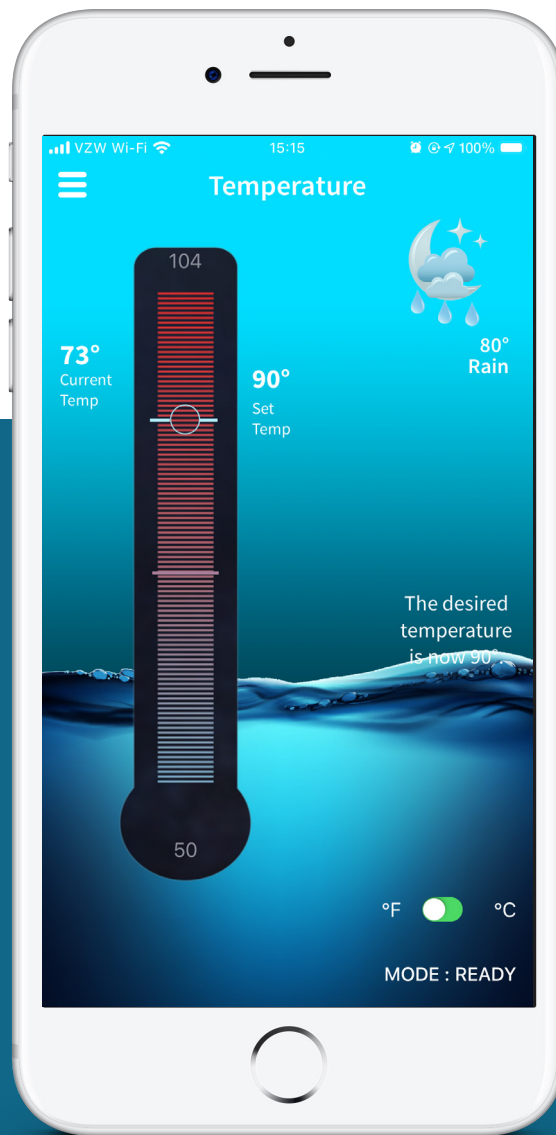 VZW Wi-Fi 15:15 100%
Temperature
104
80°
Rain
73°
Current
Temp
90°
Set
Temp
The desired
temperature
is now 90°.
50
°F °C
MODE : READY